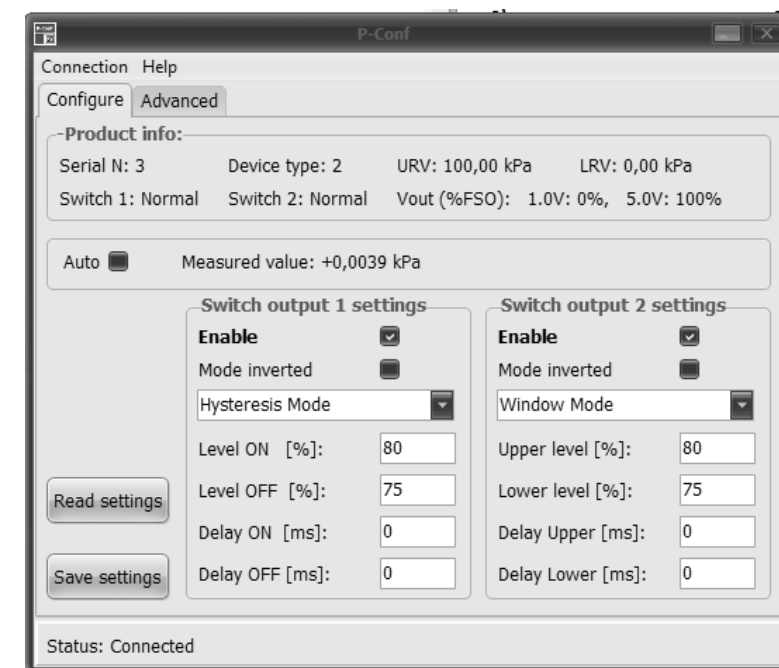 P-Conf
Connection Help
Configure Advanced
-Product info:
Serial N: 3 Device type: 2 URV: 100,00 kPa LRV: 0,00 kPa
Switch 1: Normal Switch 2: Normal Vout (%FSO): 1.0V: 0%, 5.0V: 100%
Auto Measured value: +0,0039 kPa
Switch output 1 settings
Enable
Mode inverted
Hysteresis Mode
Level ON [%]: 80
Level OFF [%]: 75
Delay ON [ms]: 0
Delay OFF [ms]: 0
Switch output 2 settings
Enable
Mode inverted
Window Mode
Upper level [%]: 80
Lower level [%]: 75
Delay Upper [ms]: 0
Delay Lower [ms]: 0
Read settings
Save settings
Status: Connected